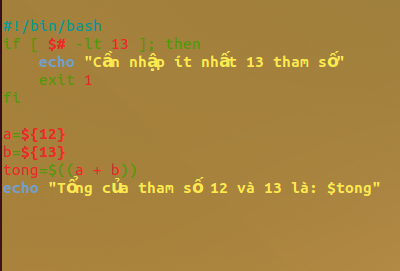 #!/bin/bash
if [ $# -lt 13 ]; then
    echo "Cần nhập ít nhất 13 tham số"
    exit 1
fi

a=${12}
b=${13}
tong=$((a + b))
echo "Tổng của tham số 12 và 13 là: $tong"